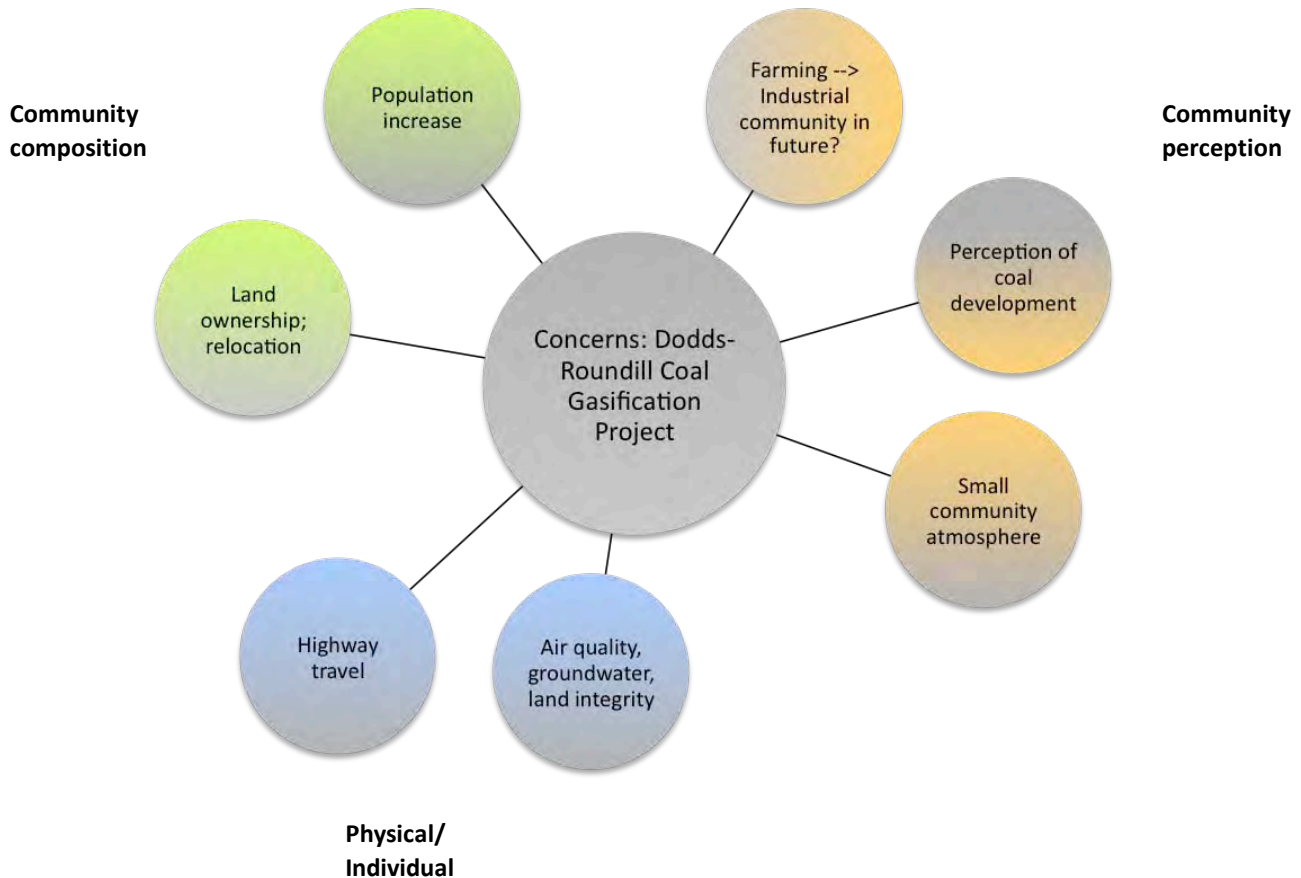 Community
composition
Population
increase
Farming -->
Industrial
community in
future?
Community
perception
Land
ownership;
relocation
Concerns: Dodds-
Roundill Coal
Gasification
Project
Perception of
coal
development
Small
community
atmosphere
Highway
travel
Air quality,
groundwater,
land integrity
Physical/
Individual